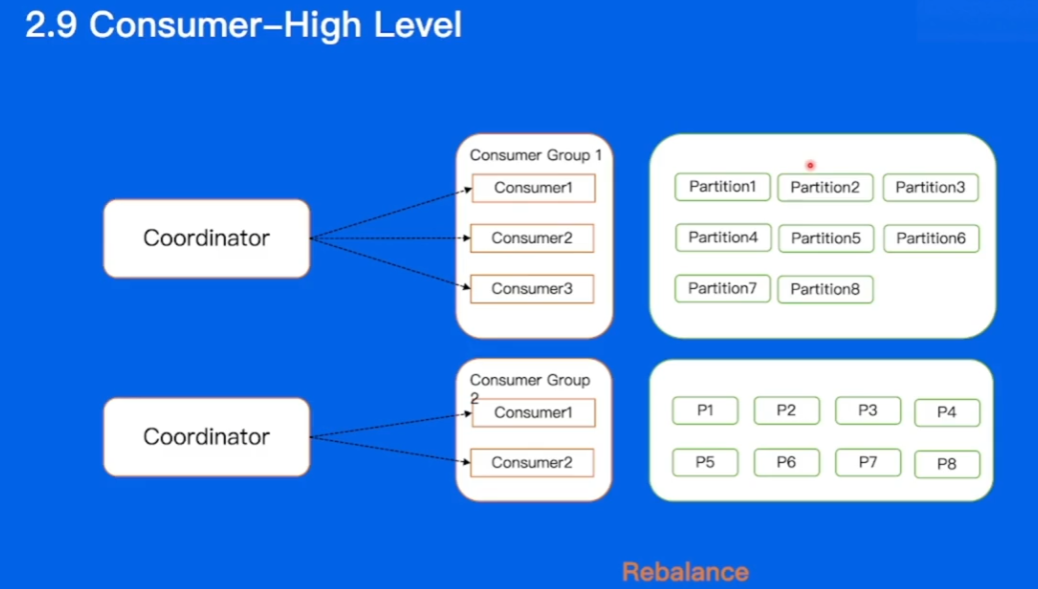 2.9 Consumer-High Level
Coordinator
Consumer Group 1
Consumer1
Consumer2
Consumer3
Partition1 Partition2 Partition3
Partition4 Partition5 Partition6
Partition7 Partition8
Coordinator
Consumer Group
2
Consumer1
Consumer2
P1 P2 P3 P4
P5 P6 P7 P8
Rebalance